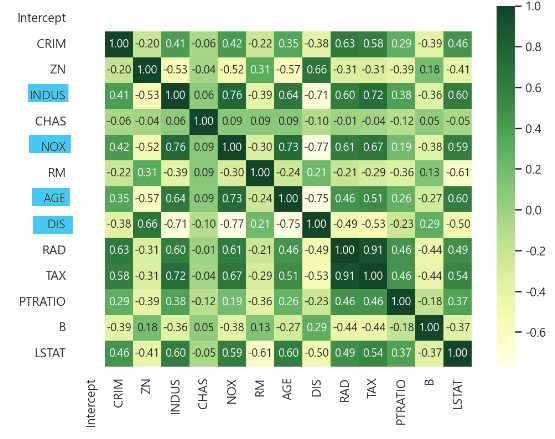 Intercept
CRIM 1.00 -0.20 0.41 -0.06 0.42 -0.22 0.35 -0.38 0.63 0.58 0.29 -0.39 0.46
ZN -0.20 1.00 -0.53 -0.04 -0.52 0.31 -0.57 0.66 -0.31 -0.31 -0.39 0.18 -0.41
INDUS 0.41 -0.53 1.00 0.06 0.76 -0.39 0.64 -0.71 0.60 0.72 0.38 -0.36 0.60
CHAS -0.06 -0.04 0.06 1.00 0.09 0.09 0.09 -0.10 -0.01 -0.04 -0.12 0.05 -0.05
NOX 0.42 -0.52 0.76 0.09 1.00 -0.30 0.73 -0.77 0.61 0.67 0.19 -0.38 0.59
RM -0.22 0.31 -0.39 0.09 -0.30 1.00 -0.24 0.21 -0.21 -0.29 -0.36 0.13 -0.61
AGE 0.35 -0.57 0.64 0.09 0.73 -0.24 1.00 -0.75 0.46 0.51 0.26 -0.27 0.60
DIS -0.38 0.66 -0.71 -0.10 -0.77 0.21 -0.75 1.00 -0.49 -0.53 -0.23 0.29 -0.50
RAD 0.63 -0.31 0.60 -0.01 0.61 -0.21 0.46 -0.49 1.00 0.91 0.46 -0.44 0.49
TAX 0.58 -0.31 0.72 -0.04 0.67 -0.29 0.51 -0.53 0.91 1.00 0.46 -0.44 0.54
PTRATIO 0.29 -0.39 0.38 -0.12 0.19 -0.36 0.26 -0.23 0.46 0.46 1.00 -0.18 0.37
B -0.39 0.18 -0.36 0.05 -0.38 0.13 -0.27 0.29 -0.44 -0.44 -0.18 1.00 -0.37
LSTAT 0.46 -0.41 0.60 -0.05 0.59 -0.61 0.60 -0.50 0.49 0.54 0.37 -0.37 1.00
Intercept CRIM ZN INDUS CHAS NOX RM AGE DIS RAD TAX PTRATIO B LSTAT
1.0
0.8
0.6
0.4
0.2
0.0
-0.2
-0.4
-0.6